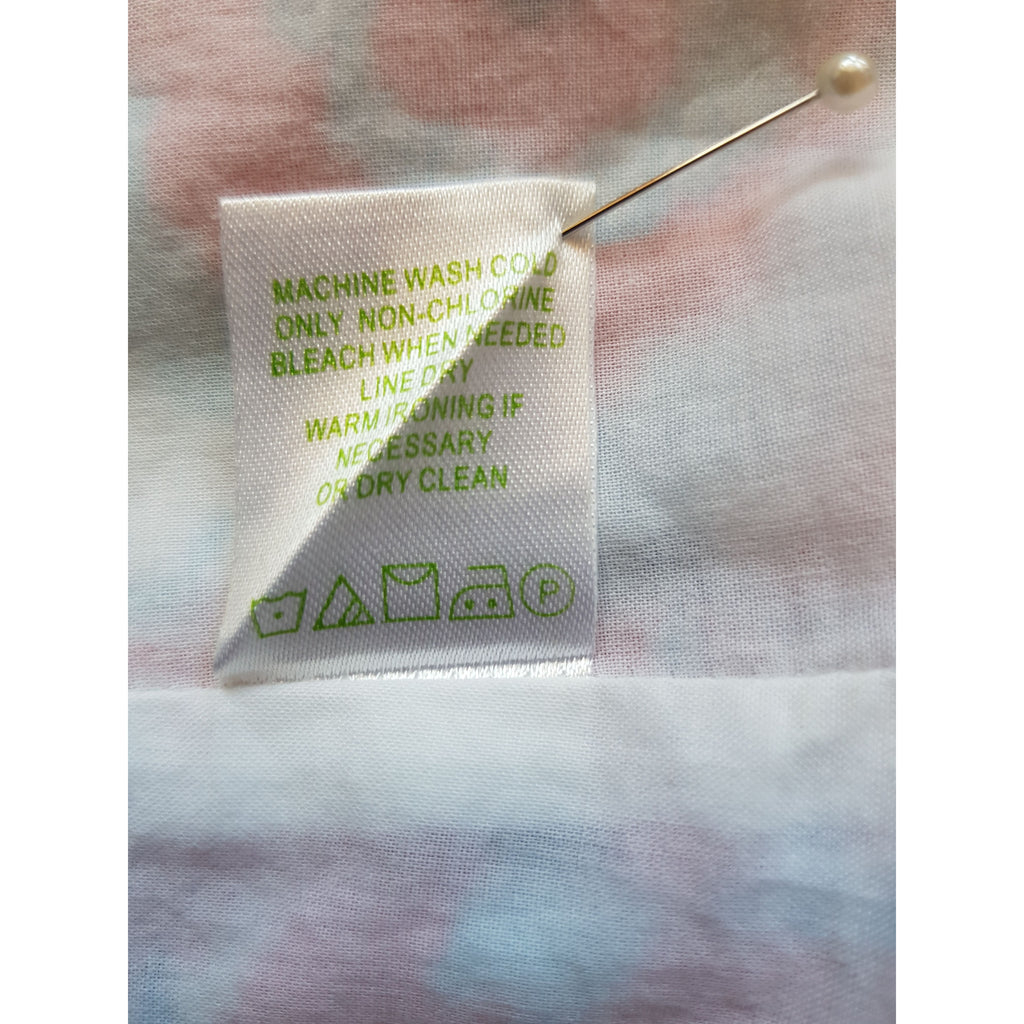 MACHINE WASH COLD
ONLY NON-CHLORINE
BLEACH WHEN NEEDED
LINE DRY
WARM IRONING IF
NECESSARY
OR DRY CLEAN
P